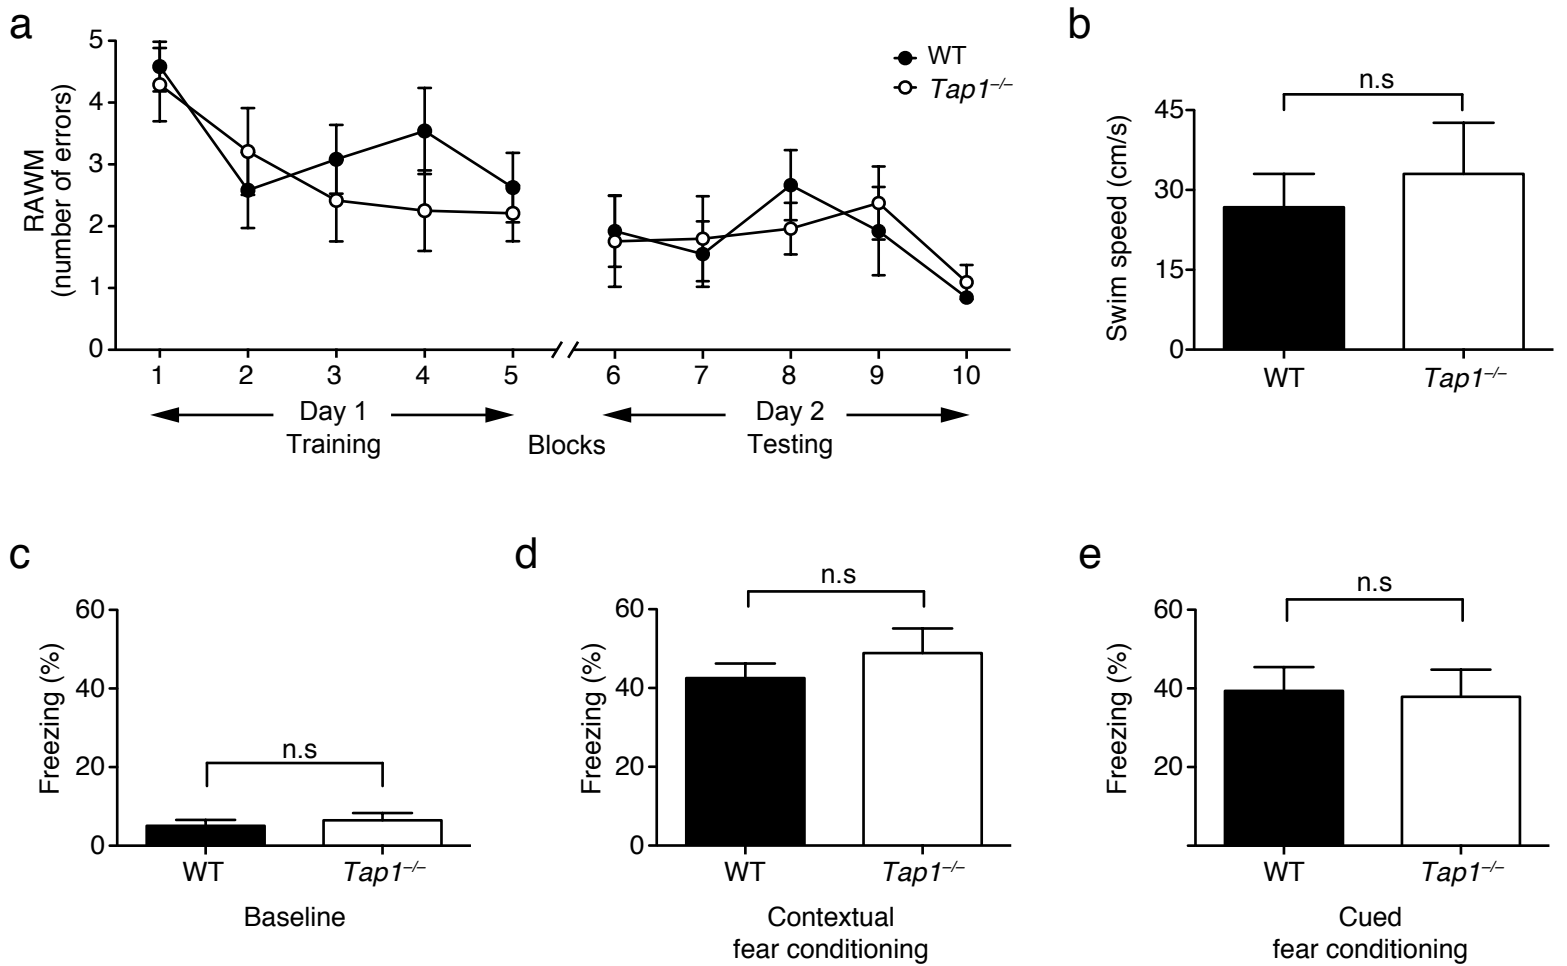 a
RAWM
(number of errors)
5
4
3
2
1
0
WT
Tap1–/–
1 2 3 4 5 6 7 8 9 10
Day 1
Training
Blocks
Day 2
Testing
b
Swim speed (cm/s)
45
30
15
0
n.s
WT Tap1–/–
c
Freezing (%)
60
40
20
0
n.s
WT Tap1–/–
Baseline
d
Freezing (%)
60
40
20
0
n.s
WT Tap1–/–
Contextual
fear conditioning
e
Freezing (%)
60
40
20
n.s
WT Tap1–/–
Cued
fear conditioning